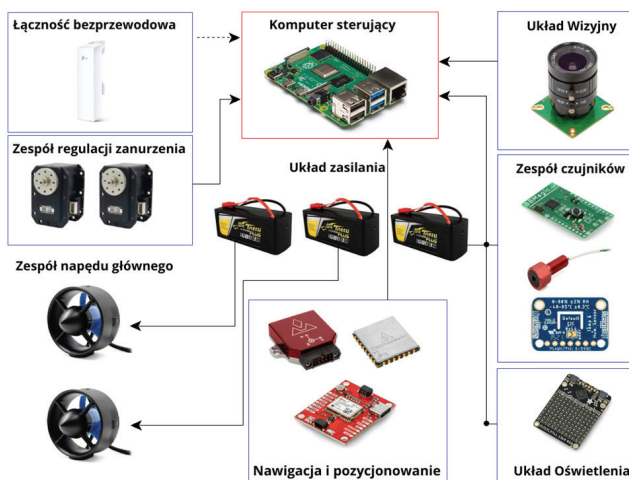 Łączność bezprzewodowa
Komputer sterujący
Układ Wizyjny
Zespół regulacji zanurzenia
Układ zasilania
Zespół czujników
Zespół napędu głównego
Nawigacja i pozycjonowanie
Układ Oświetlenia